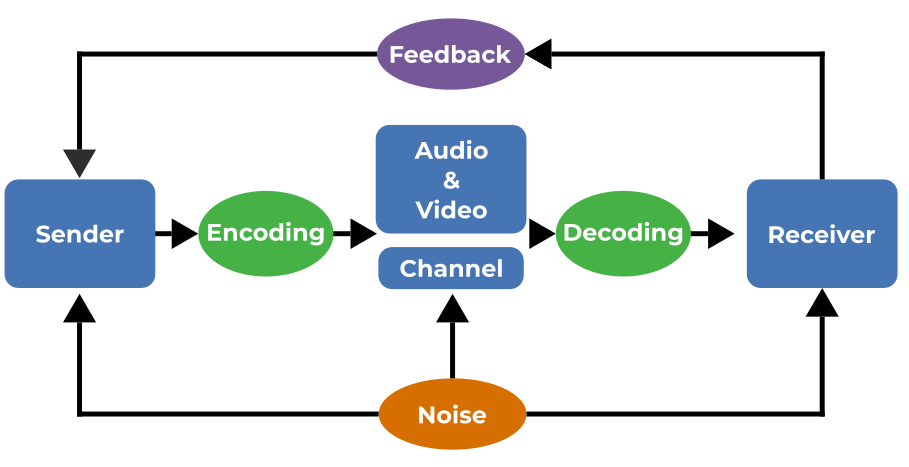 Feedback
Audio
&
Video
Sender
Encoding
Decoding
Receiver
Channel
Noise